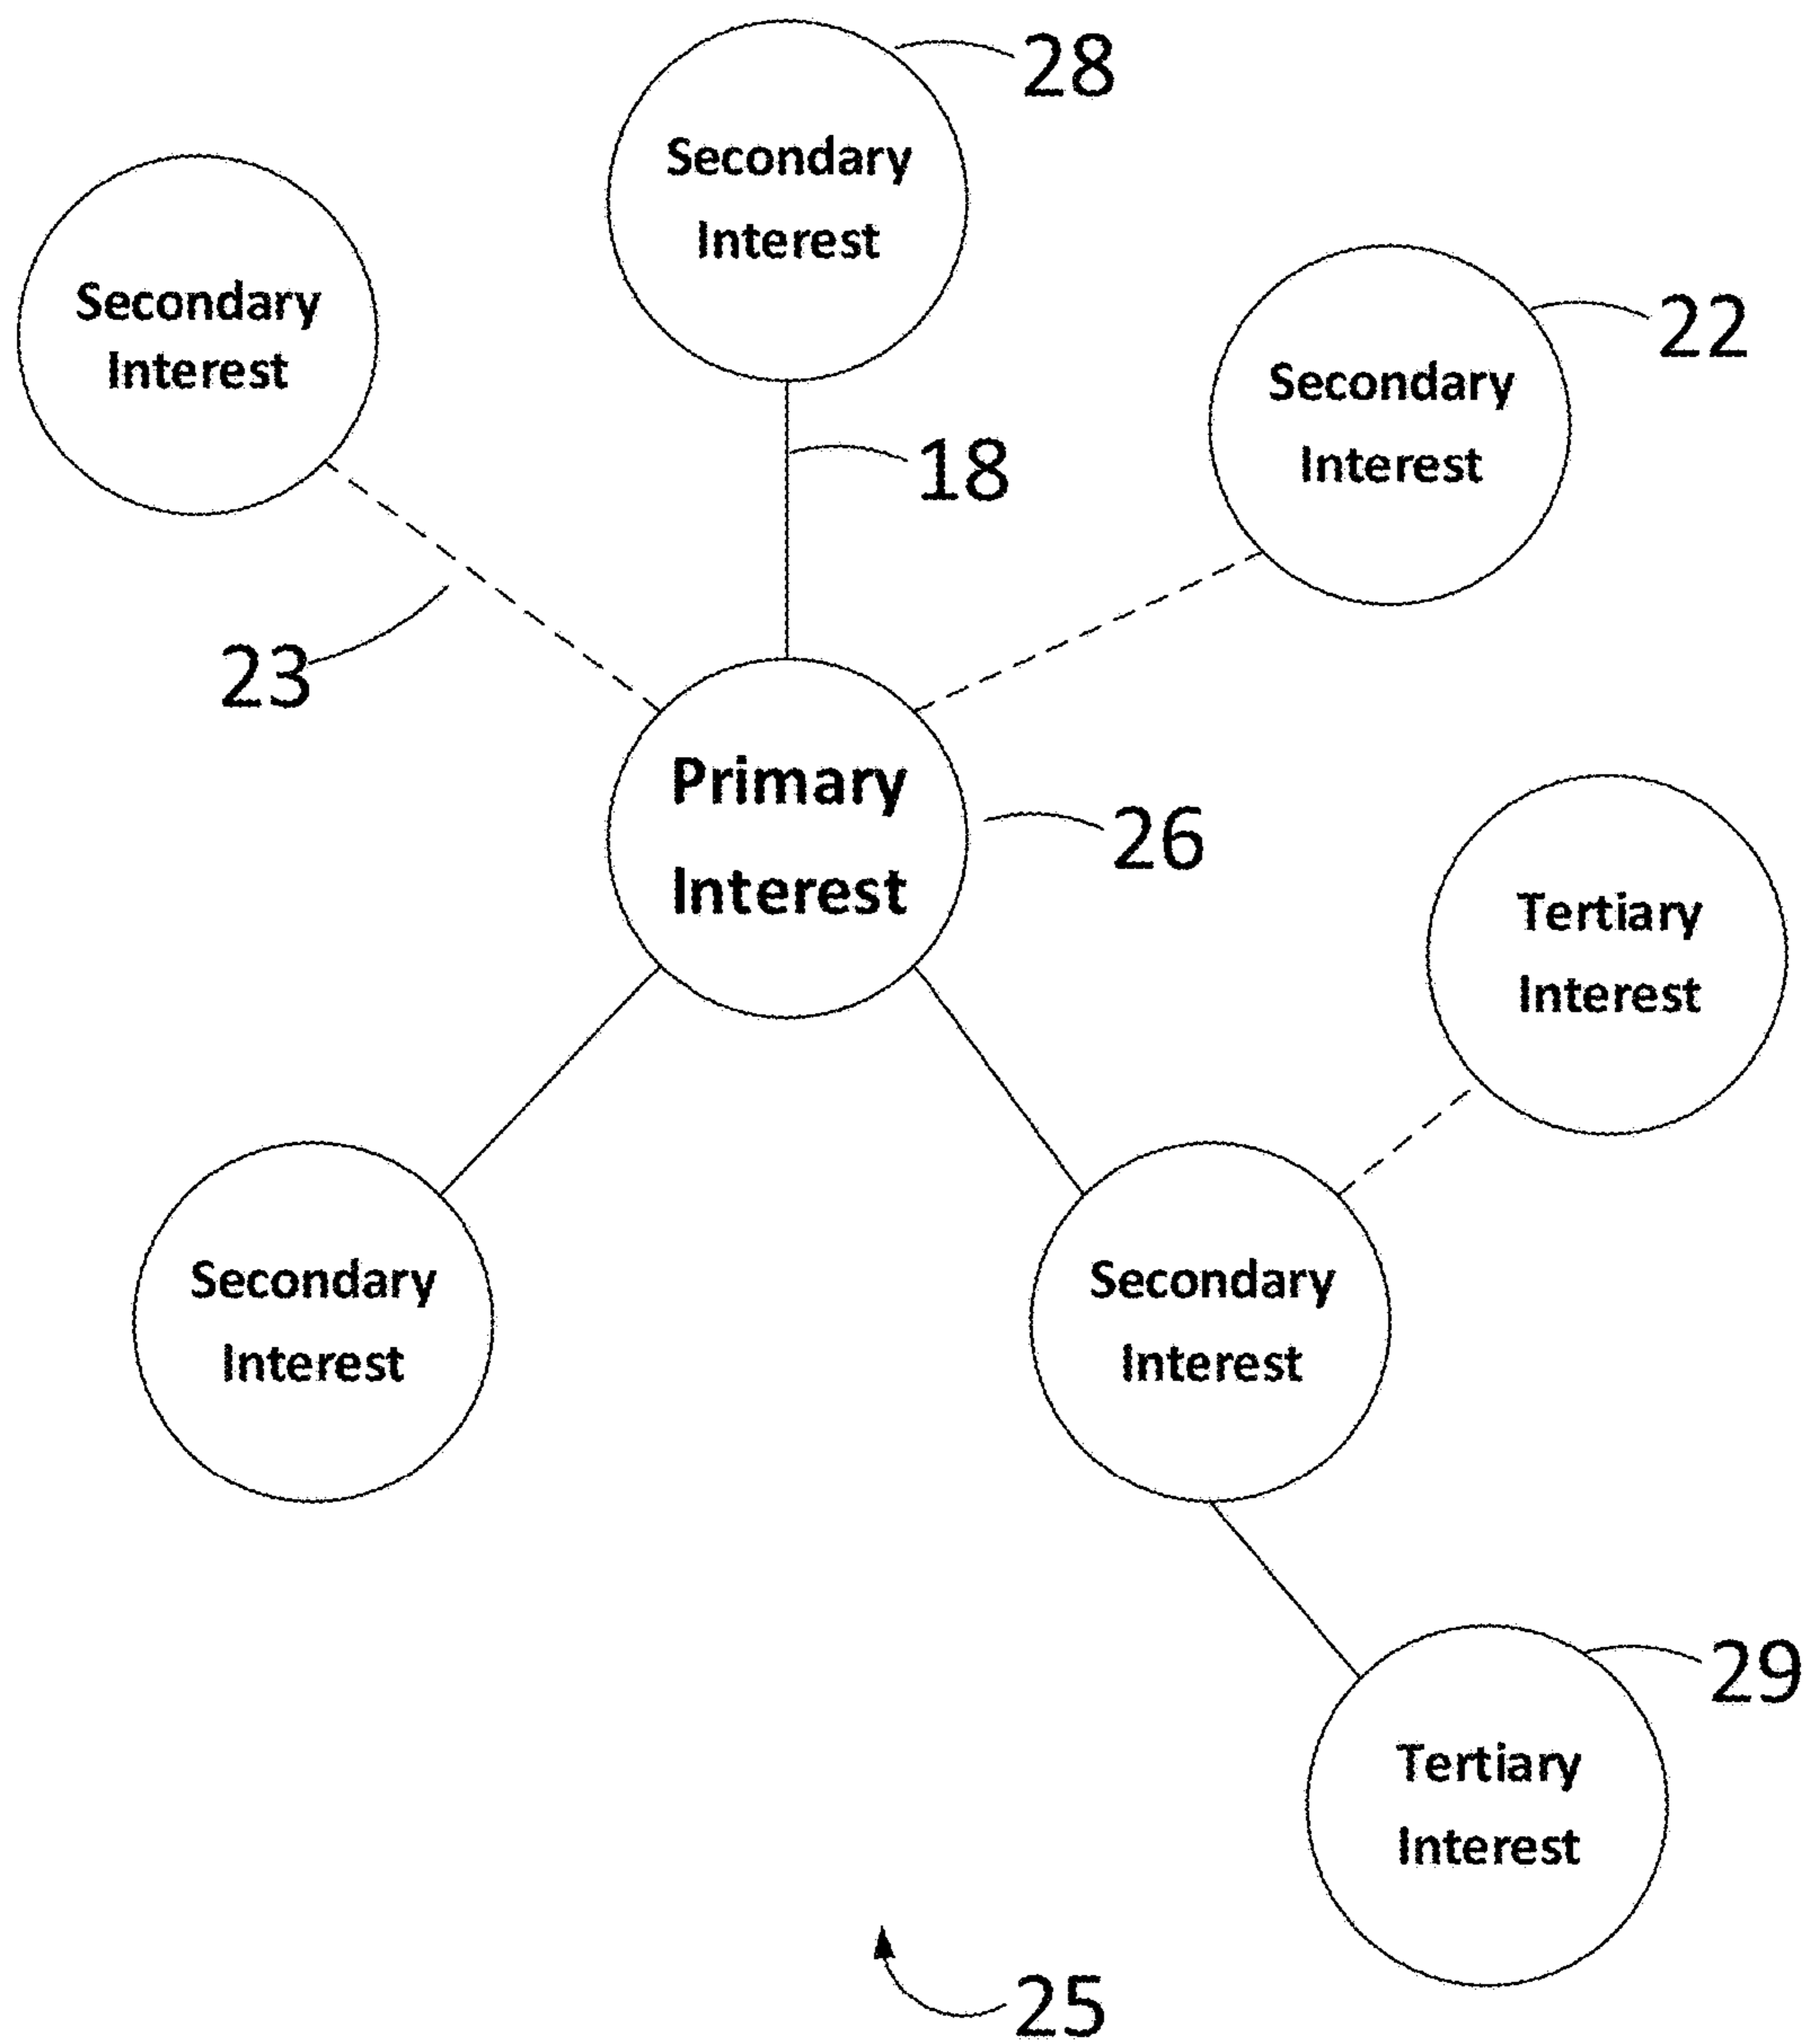 28
Secondary
Interest
Secondary
Interest
22
Secondary
Interest
18
23
Primary
Interest
26
Tertiary
Interest
Secondary
Interest
Secondary
Interest
29
Tertiary
Interest
25